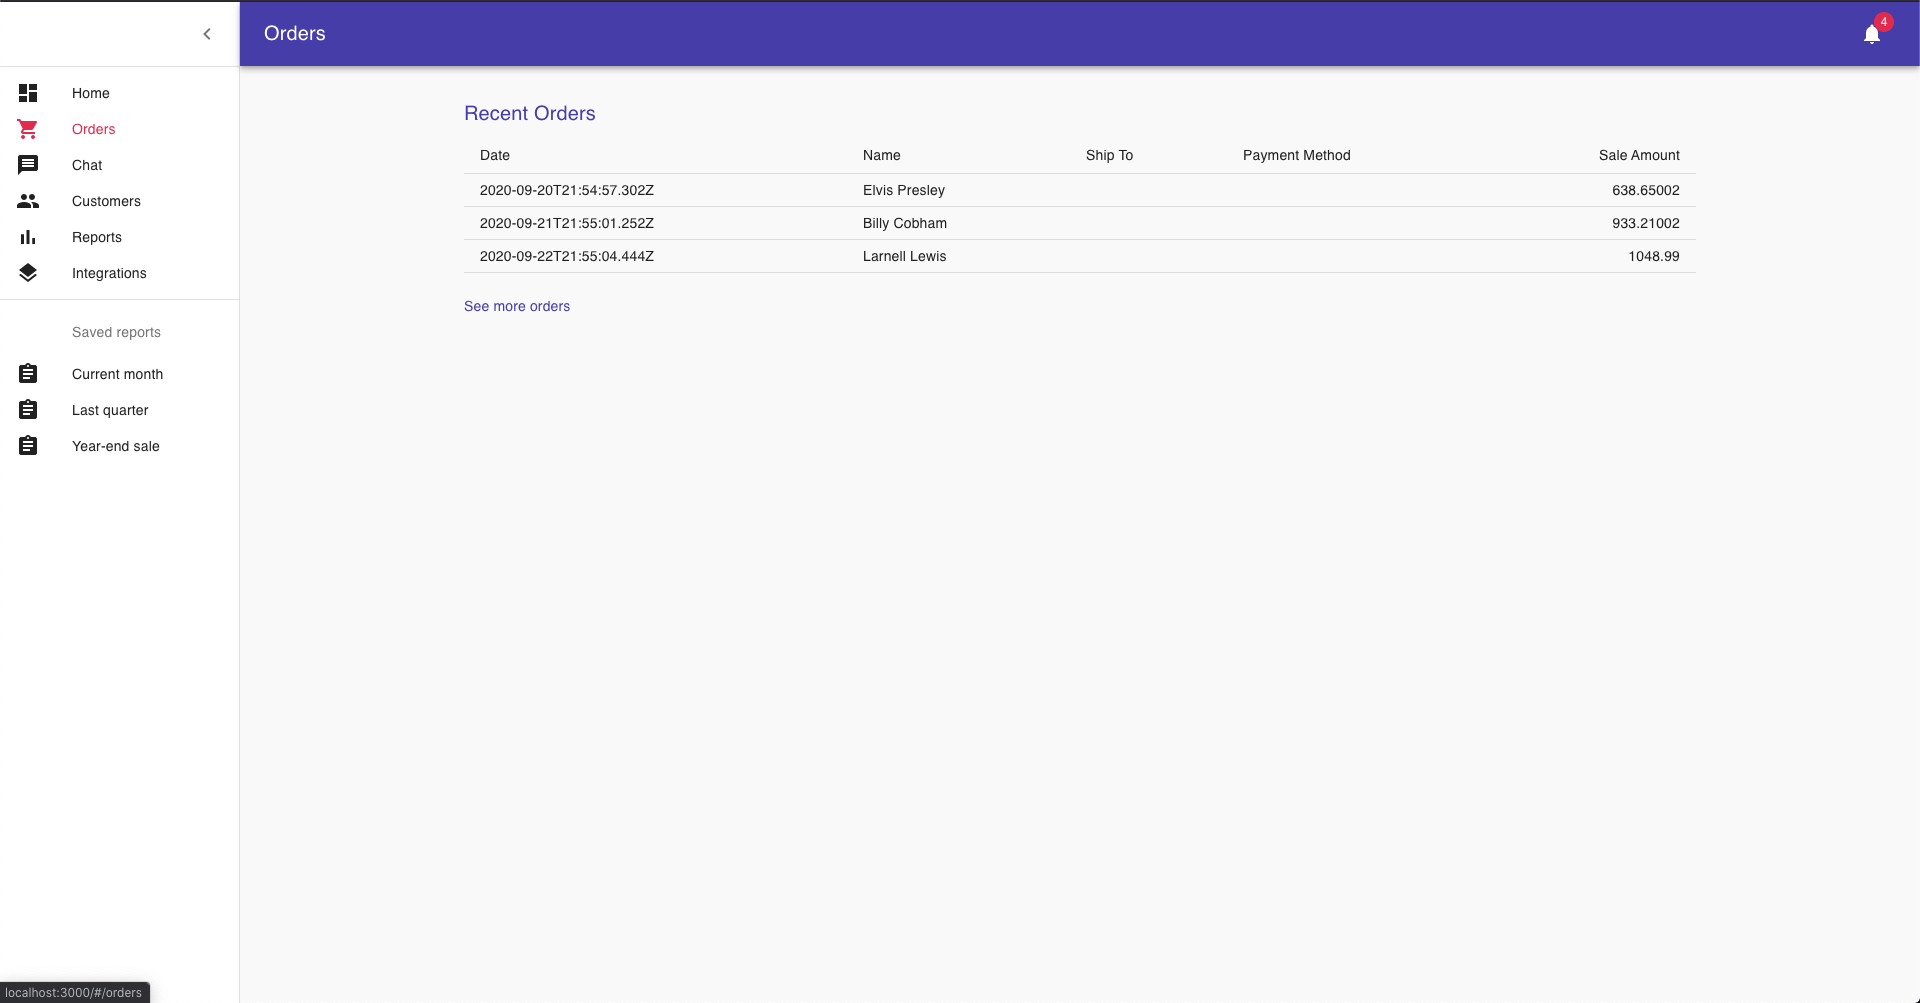 Orders
4
Home
Orders
Chat
Customers
Reports
Integrations
Saved reports
Current month
Last quarter
Year-end sale
Recent Orders
Date Name Ship To Payment Method Sale Amount
2020-09-20T21:54:57.302Z Elvis Presley 638.65002
2020-09-21T21:55:01.252Z Billy Cobham 933.21002
2020-09-22T21:55:04.444Z Larnell Lewis 1048.99
See more orders
localhost:3000/#/orders